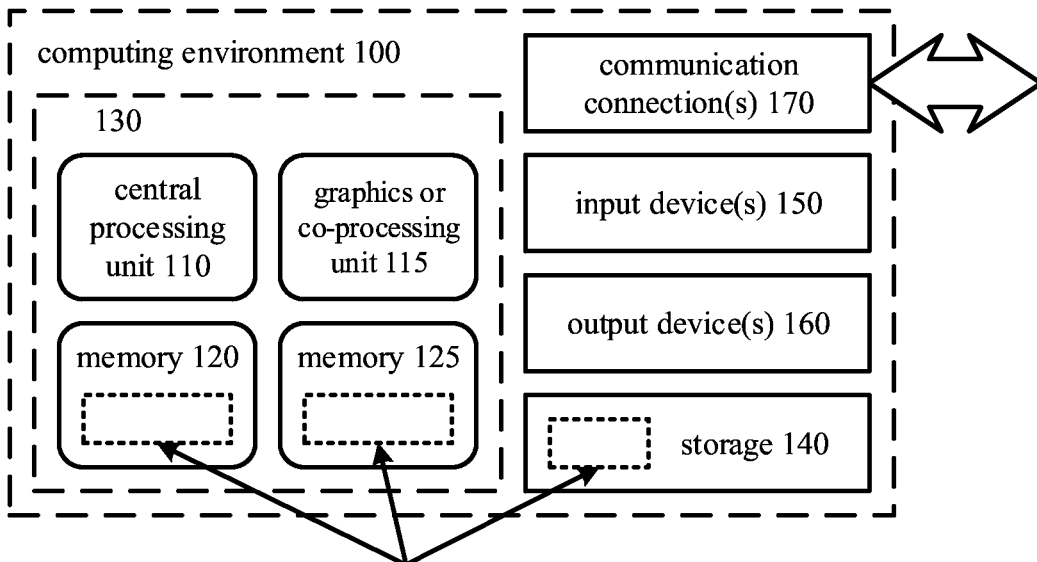 computing environment 100
130
central
processing
unit 110
graphics or
co-processing
unit 115
memory 120
memory 125
communication
connection(s) 170
input device(s) 150
output device(s) 160
storage 140